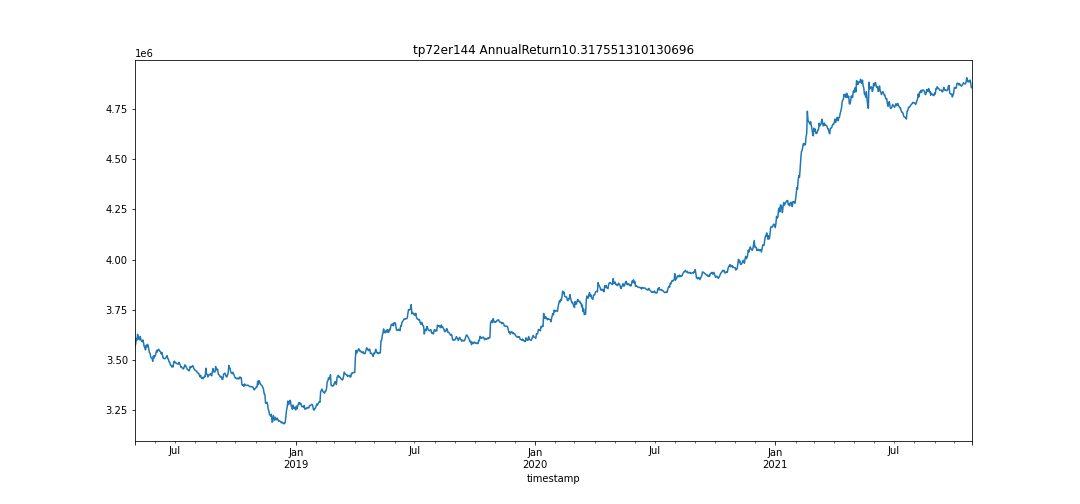 tp72er144 AnnualReturn10.317551310130696
1e6
4.75
4.50
4.25
4.00
3.75
3.50
3.25
Jul Jan Jul Jan Jul Jan Jul
2019 2020 2021
timestamp